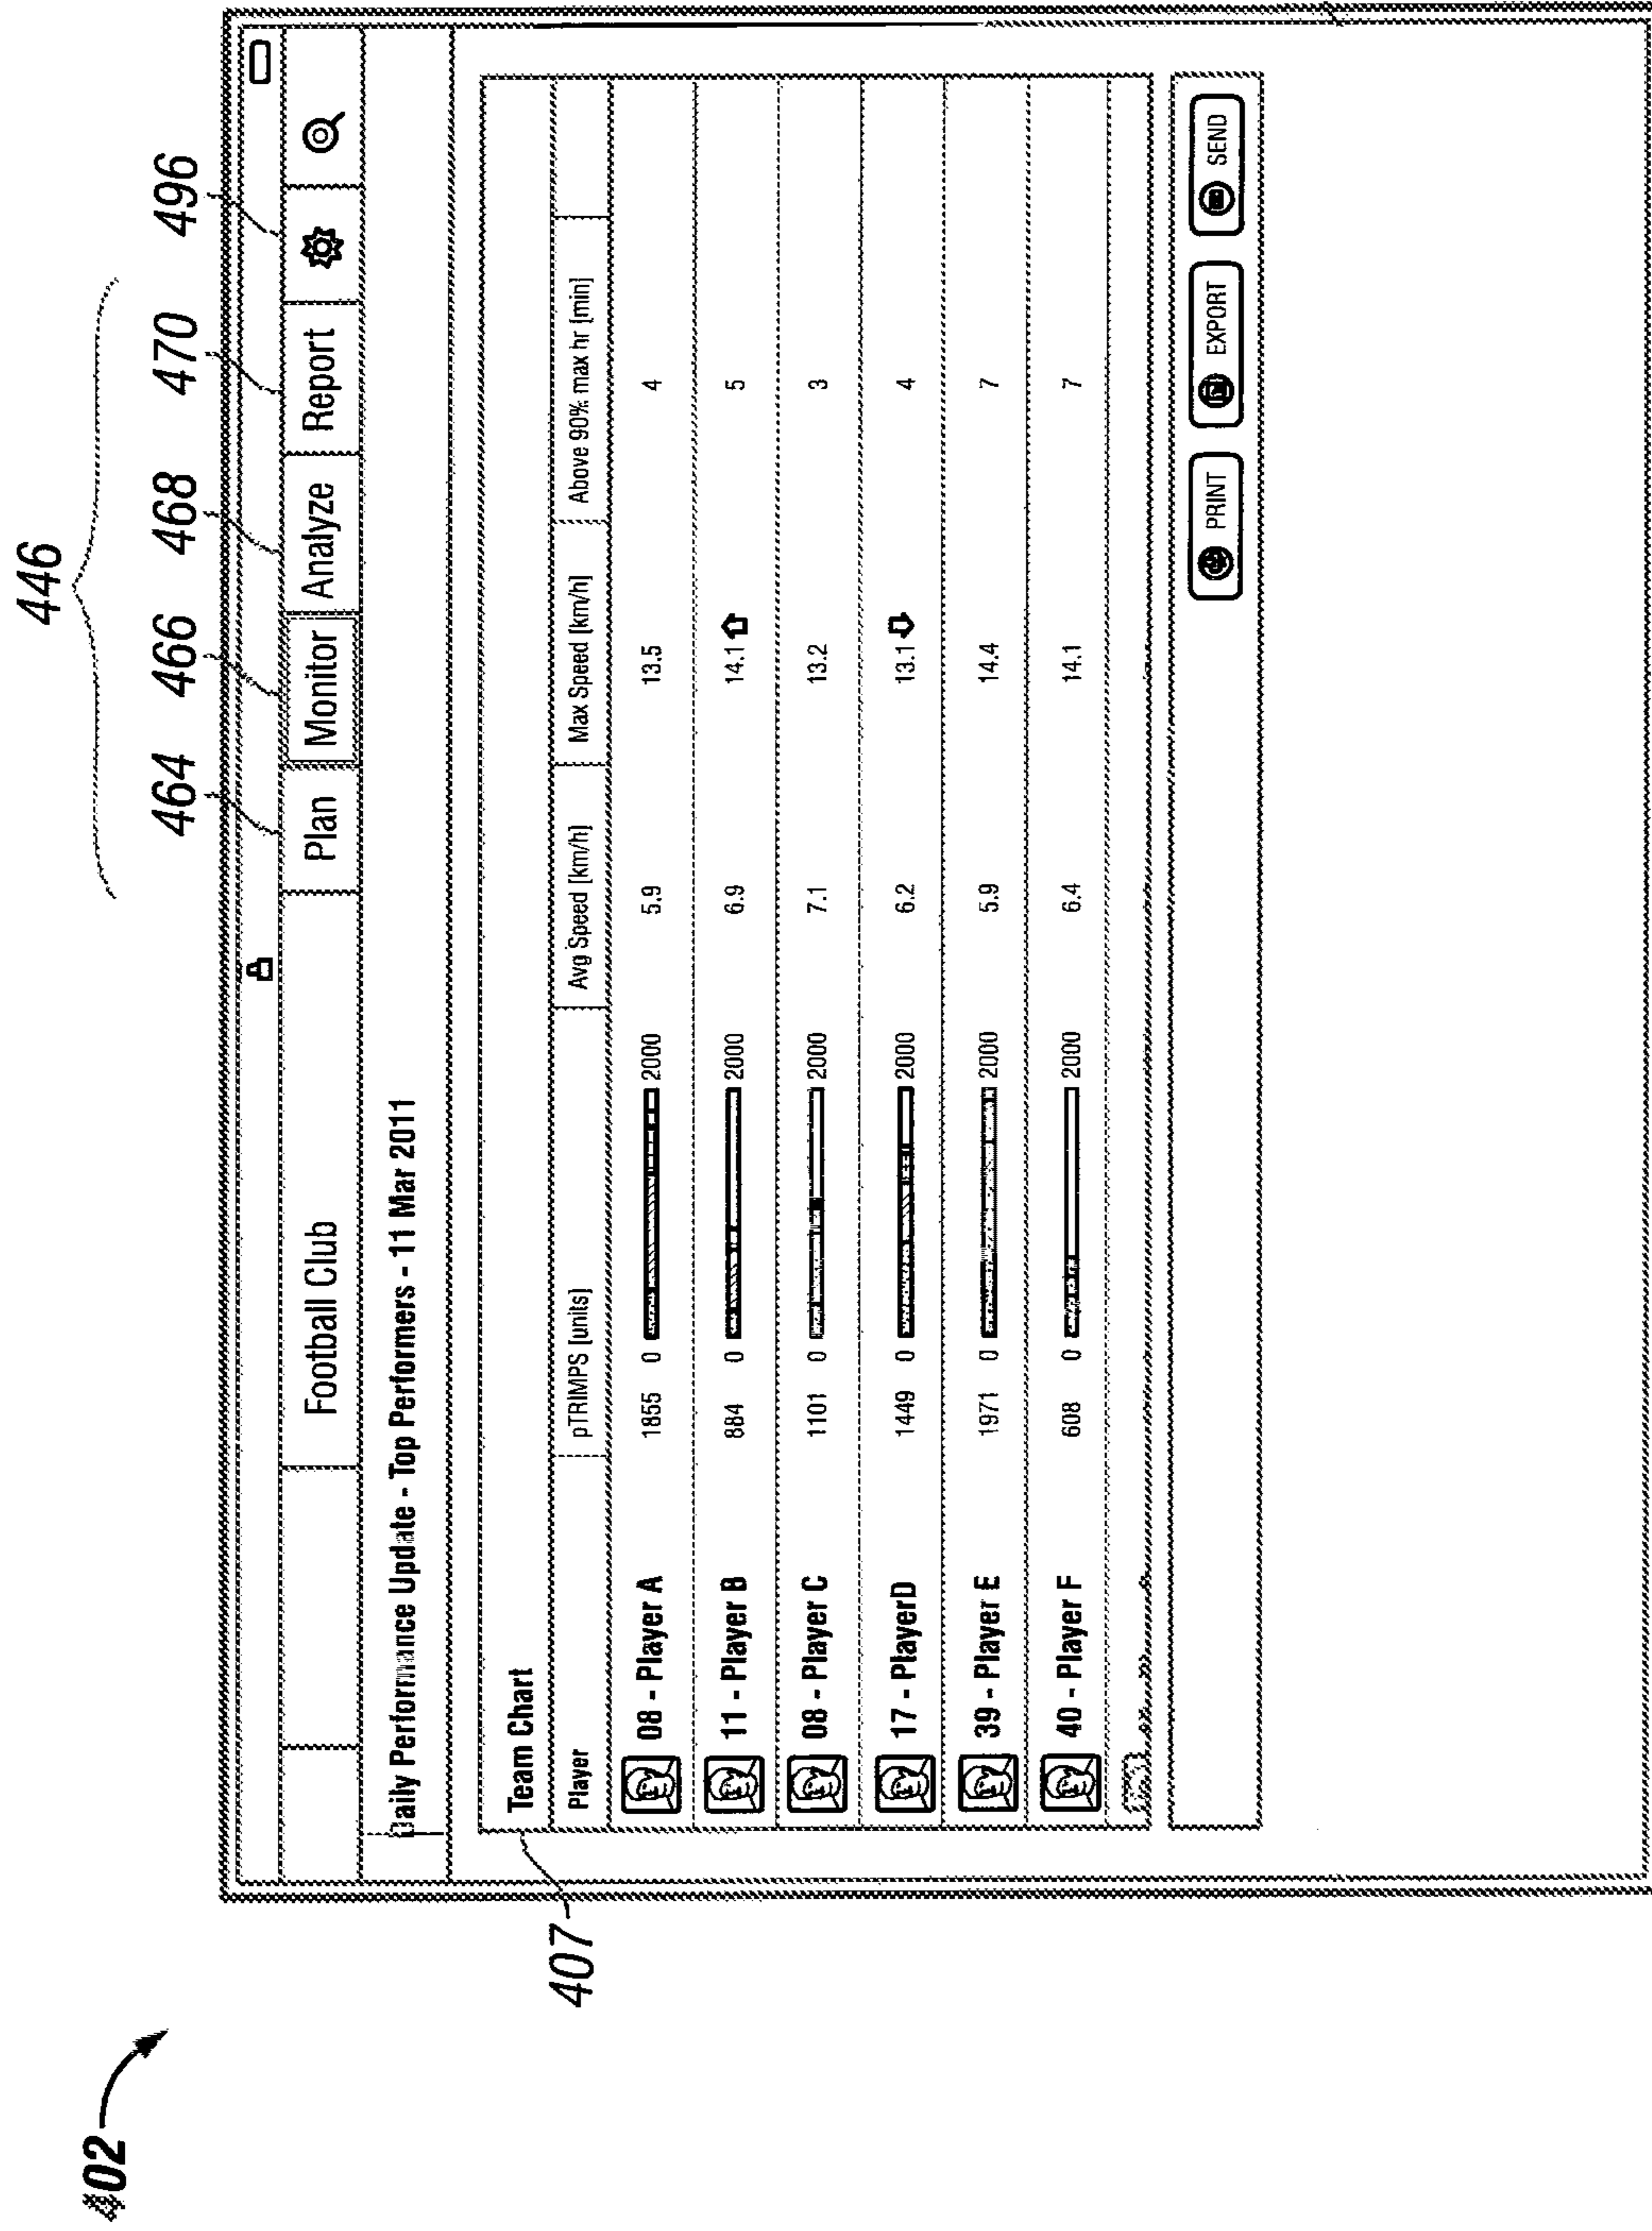 402
446
464 466 468 470 496
Football Club Plan Monitor Analyze Report
Daily Performance Update - Top Performers - 11 Mar 2011
407
Team Chart
Player pTRIMPS [units] Avg Speed [km/h] Max Speed [km/h] Above 90% max hr [min]
08 - Player A 1855 0 2000 5.9 13.5 4
11 - Player B 884 0 2000 6.9 14.1 5
08 - Player C 1101 0 2000 7.1 13.2 3
17 - PlayerD 1449 0 2000 6.2 13.1 4
39 - Player E 1971 0 2000 5.9 14.4 7
40 - Player F 608 0 2000 6.4 14.1 7
PRINT EXPORT SEND